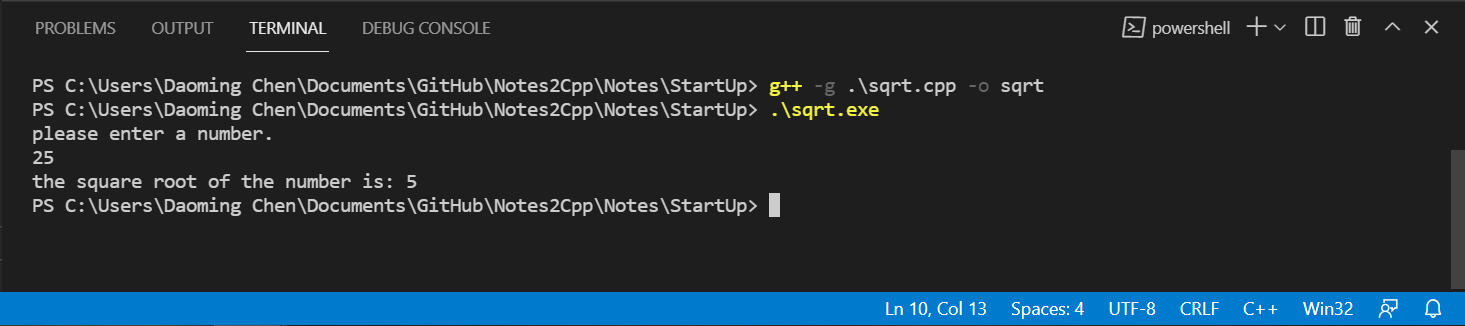 PROBLEMS OUTPUT TERMINAL DEBUG CONSOLE powershell
PS C:\Users\Daoming Chen\Documents\GitHub\Notes2Cpp\Notes\StartUp> g++ -g .\sqrt.cpp -o sqrt
PS C:\Users\Daoming Chen\Documents\GitHub\Notes2Cpp\Notes\StartUp> .\sqrt.exe
please enter a number.
25
the square root of the number is: 5
PS C:\Users\Daoming Chen\Documents\GitHub\Notes2Cpp\Notes\StartUp>
Ln 10, Col 13 Spaces: 4 UTF-8 CRLF C++ Win32